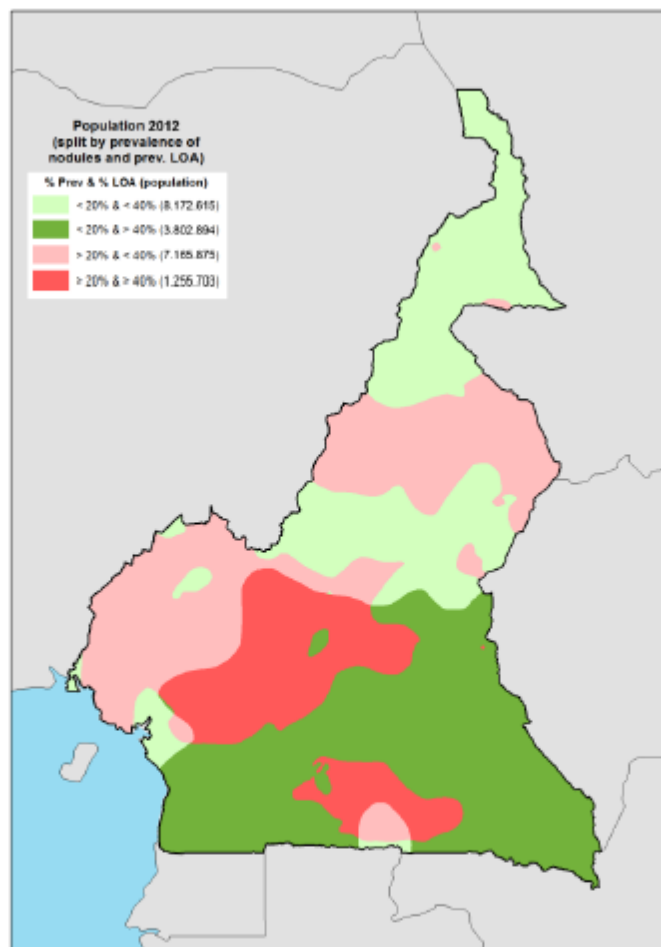 Population 2012
(split by prevalence of
nodules and prev. LOA)
% Prev & % LOA (population)
< 20% & < 40% (8.172.615)
< 20% & > 40% (3.802.894)
> 20% & < 40% (7.165.875)
≥ 20% & ≥ 40% (1.255.703)